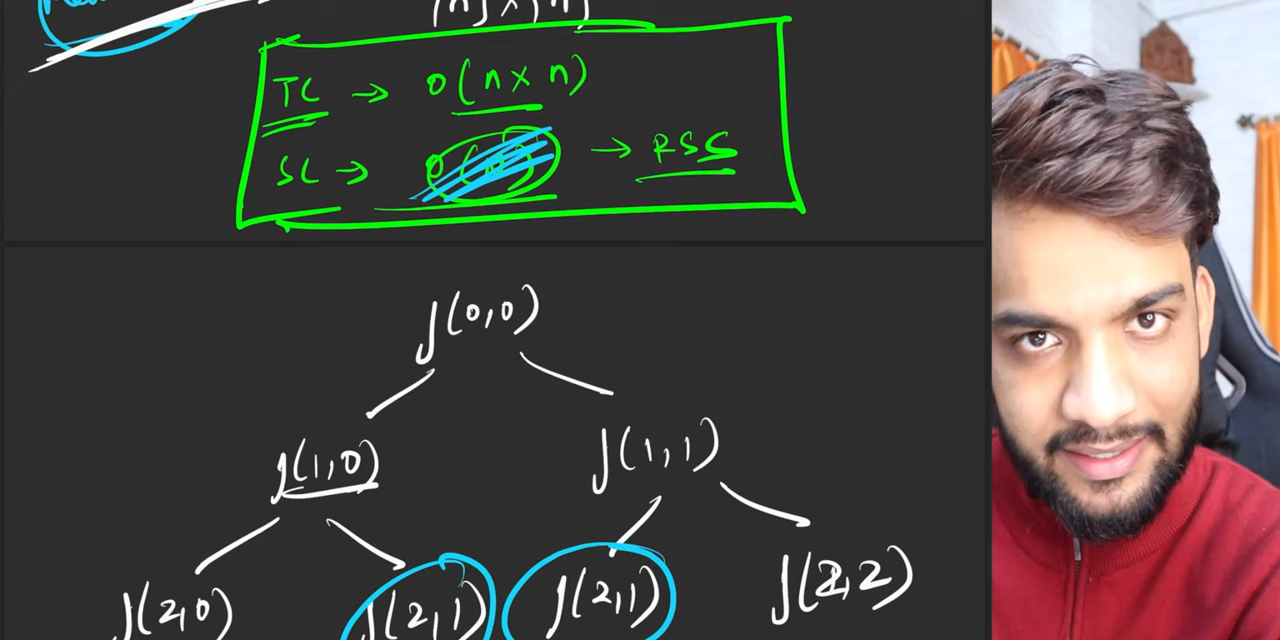 TC → O(n × n)
SC → → RSS
f(0,0)
f(1,0) f(1,1)
f(2,0) f(2,1) f(2,1) f(2,2)